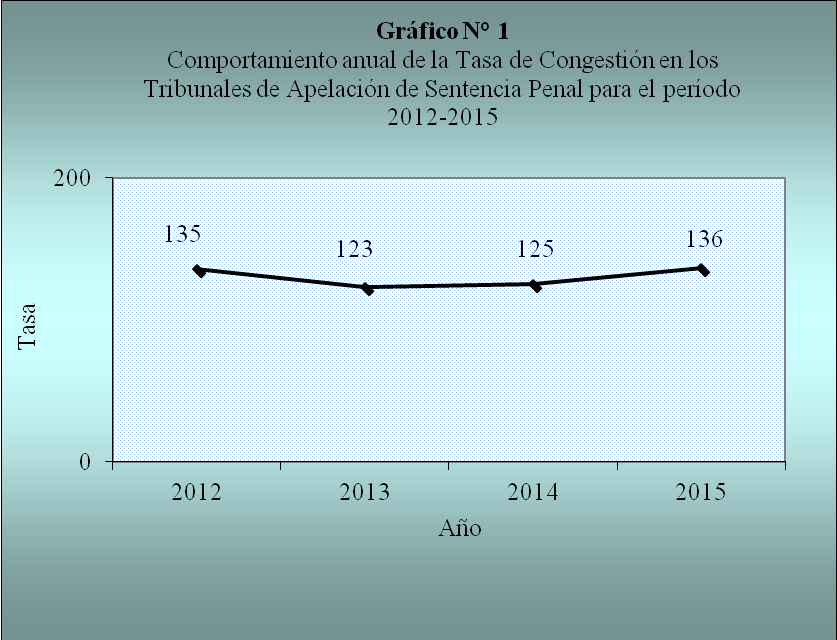 Gráfico N° 1
Comportamiento anual de la Tasa de Congestión en los
Tribunales de Apelación de Sentencia Penal para el período
2012-2015
200
135
123
125
136
Tasa
0
2012
2013
2014
2015
Año